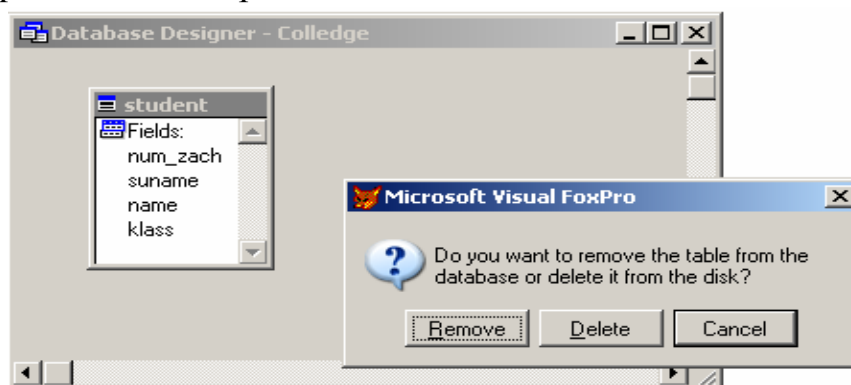 Database Designer - Colledge
student
Fields:
num_zach
suname
name
klass
Microsoft Visual FoxPro
Do you want to remove the table from the
database or delete it from the disk?
Remove
Delete
Cancel